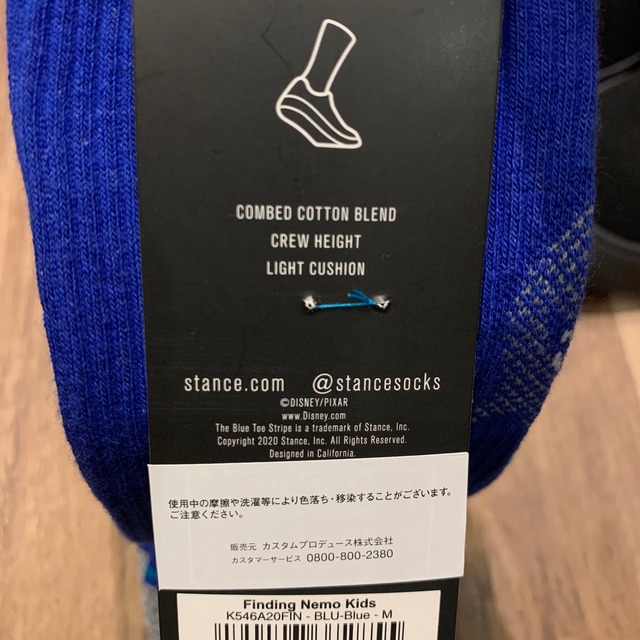 COMBED COTTON BLEND
CREW HEIGHT
LIGHT CUSHION
stance.com @stancesocks
©DISNEY/PIXAR
www.Disney.com
The Blue Toe Stripe is a trademark of Stance, Inc.
Copyright 2020 Stance, Inc. All Rights Reserved.
Designed in California.
使用中の摩擦や洗濯等により色落ち・移染することがございます。
ご注意ください。
販売元 カスタムプロデュース株式会社
カスタマーサービス 0800-800-2380
Finding Nemo Kids
K546A20FIN - BLU-Blue - M